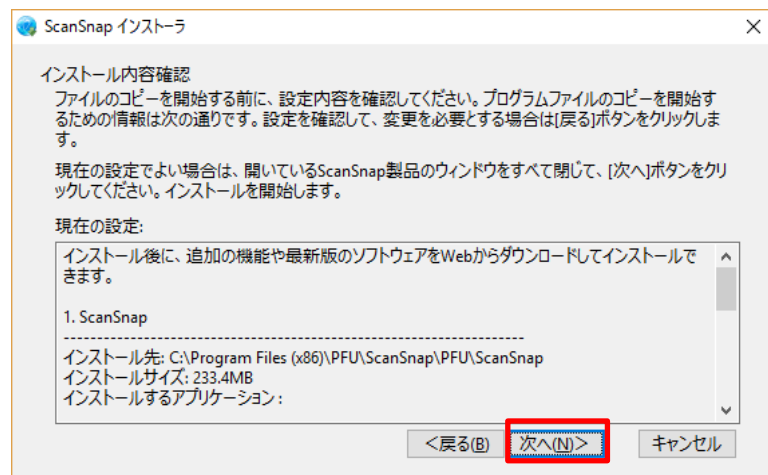 ScanSnap インストーラ
インストール内容確認
ファイルのコピーを開始する前に、設定内容を確認してください。プログラムファイルのコピーを開始す
るための情報は次の通りです。設定を確認して、変更を必要とする場合は[戻る]ボタンをクリックしま
す。
現在の設定でよい場合は、開いているScanSnap製品のウィンドウをすべて閉じて、[次へ]ボタンをクリ
ックしてください。インストールを開始します。
現在の設定:
インストール後に、追加の機能や最新版のソフトウェアをWebからダウンロードしてインストールで
きます。
1. ScanSnap
-----------------------------------------------------------------
インストール先: C:\Program Files (x86)\PFU\ScanSnap\PFU\ScanSnap
インストールサイズ: 233.4MB
インストールするアプリケーション :
<戻る(B) 次へ(N)> キャンセル